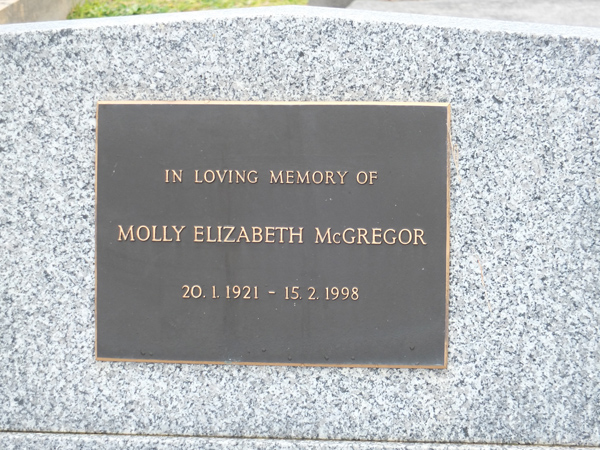 IN LOVING MEMORY OF
MOLLY ELIZABETH McGREGOR
20. 1. 1921 - 15. 2. 1998